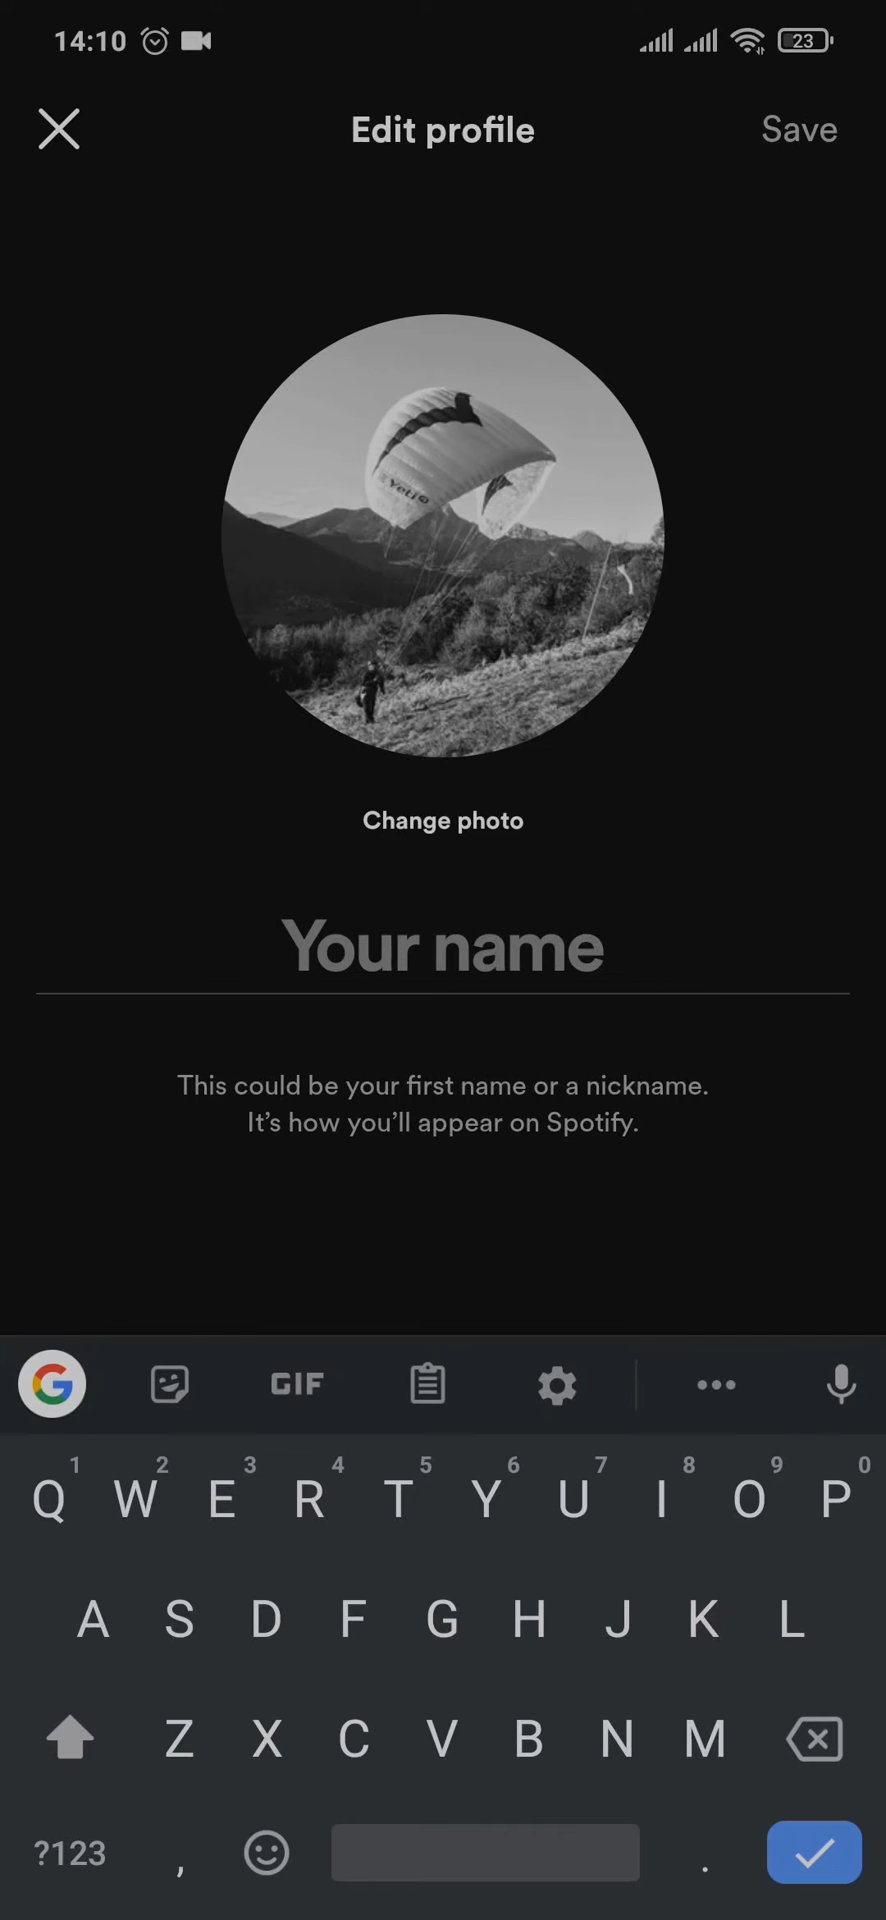 14:10 23
Edit profile Save
Yeti
Change photo
Your name
This could be your first name or a nickname.
It’s how you’ll appear on Spotify.
G GIF
1 2 3 4 5 6 7 8 9 0
Q W E R T Y U I O P
A S D F G H J K L
Z X C V B N M
?123 , .